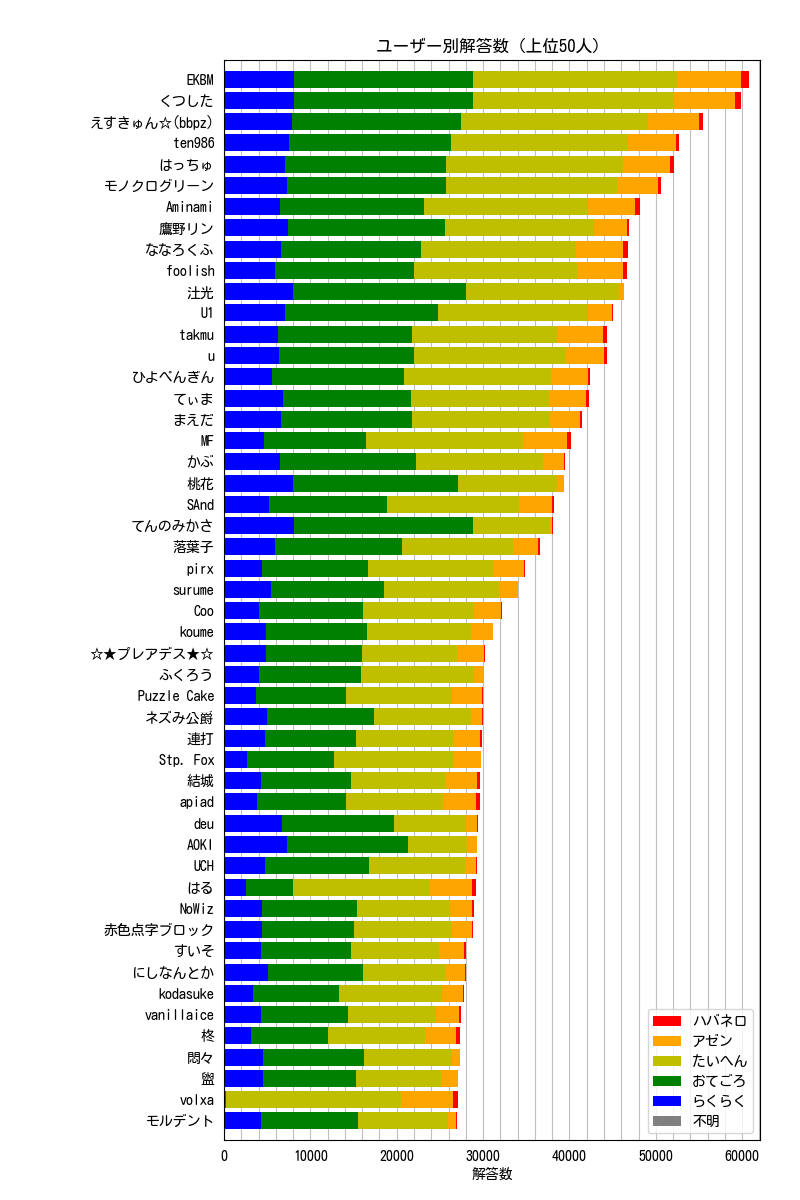 ユーザー別解答数 (上位50人)
EKBM
くつした
えすきゅん☆(bbpz)
ten986
はっちゅ
モノクログリーン
Aminami
鷹野リン
ななろくふ
foolish
汢光
U1
takmu
u
ひよぺんぎん
てぃま
まえだ
MF
かぶ
桃花
SAnd
てんのみかさ
落葉子
pirx
surume
Coo
koume
☆★プレアデス★☆
ふくろう
Puzzle Cake
ネズみ公爵
連打
Stp. Fox
結城
apiad
deu
AOKI
UCH
はる
NoWiz
赤色点字ブロック
すいそ
にしなんとか
kodasuke
vanillaice
柊
悶々
盥
volxa
モルデント
ハバネロ
アゼン
たいへん
おてごろ
らくらく
不明
0 10000 20000 30000 40000 50000 60000
解答数